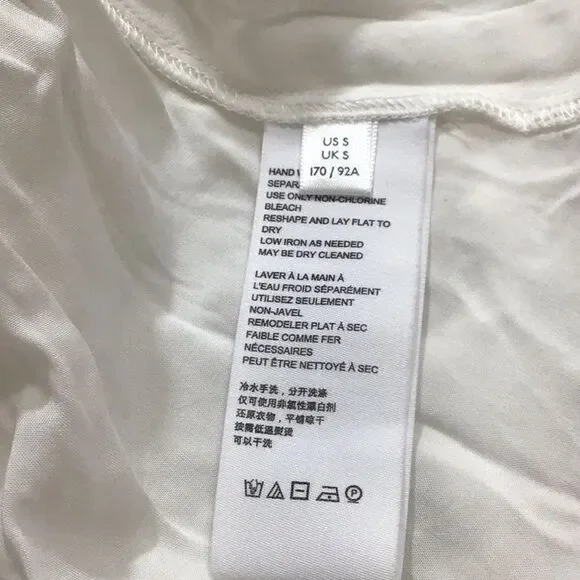 US S
UK S
170 / 92A
HAND
SEPAR
USE ONLY NON-CHLORINE
BLEACH
RESHAPE AND LAY FLAT TO
DRY
LOW IRON AS NEEDED
MAY BE DRY CLEANED
LAVER À LA MAIN À
L'EAU FROID SÉPARÉMENT
UTILISEZ SEULEMENT
NON-JAVEL
REMODELER PLAT À SEC
FAIBLE COMME FER
NÉCESSAIRES
PEUT ÊTRE NETTOYÉ À SEC
冷水手洗，分开洗涤
仅可使用非氧性漂白剂
还原衣物，平铺晾干
按需低温熨烫
可以干洗
P